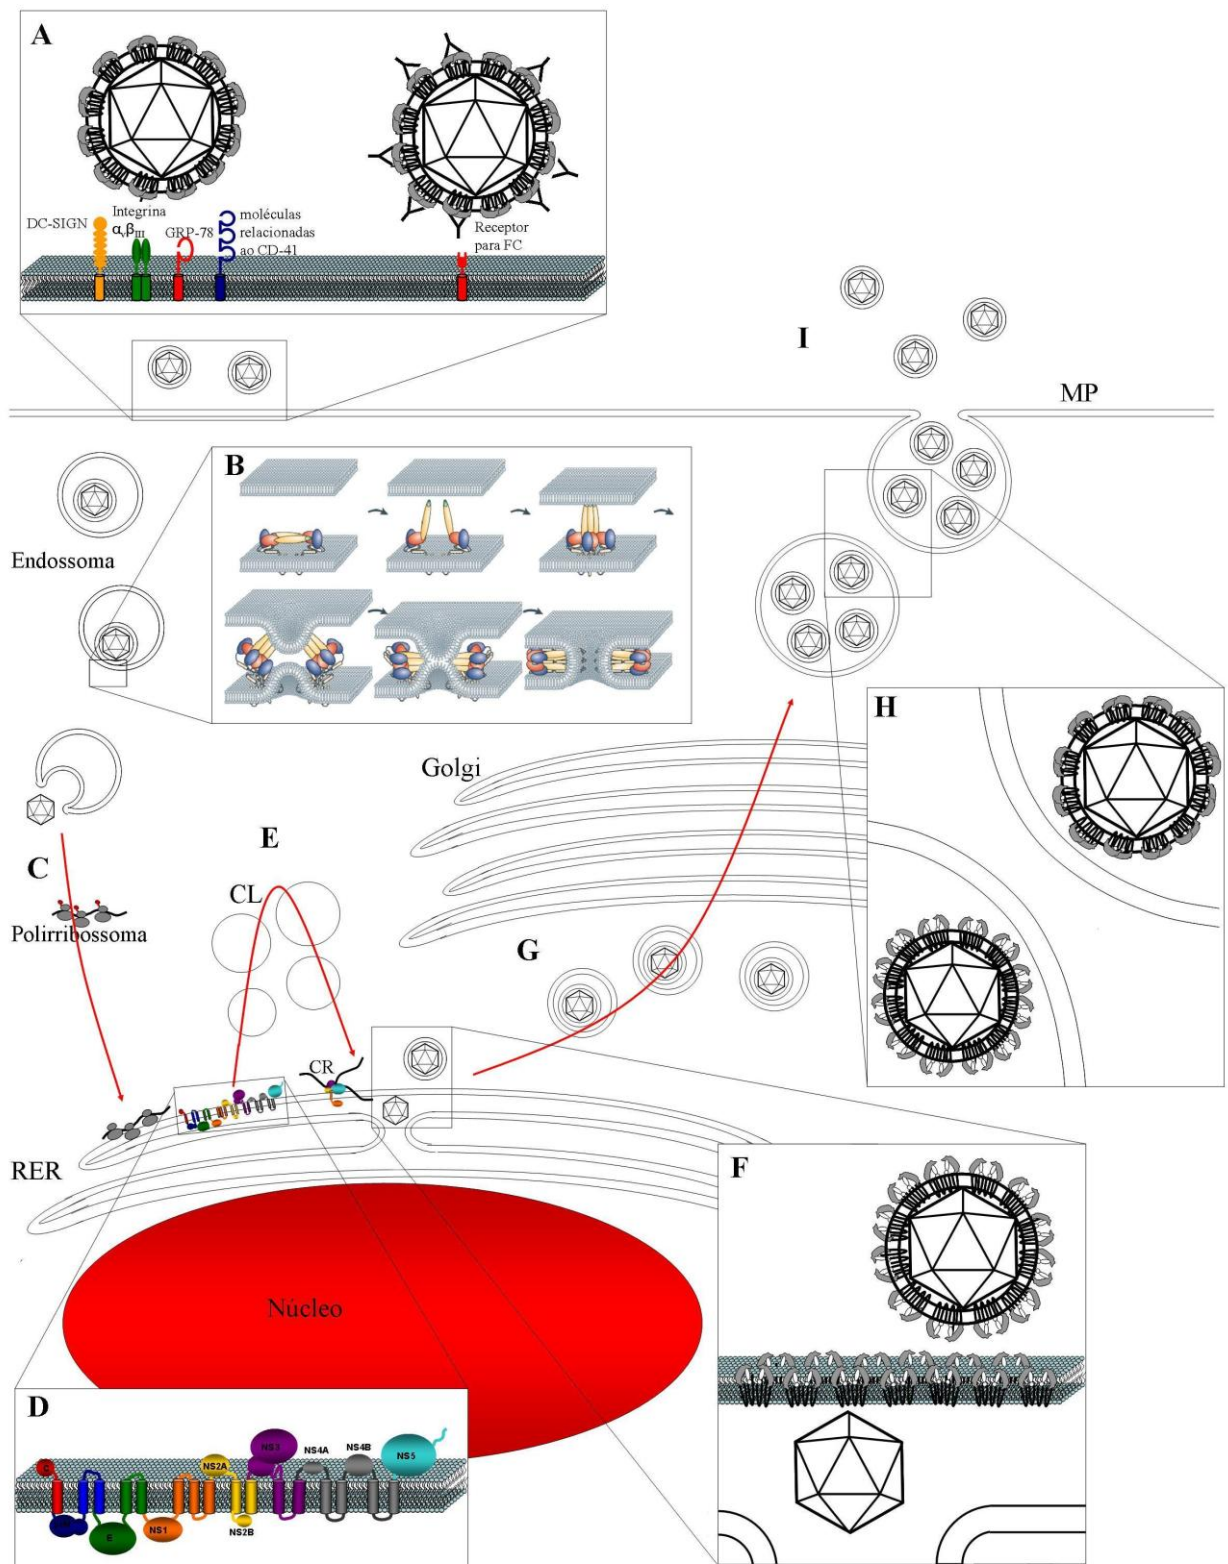 A
DC-SIGN
Integrina
αvβIII
GRP-78
moléculas
relacionadas
ao CD-41
Receptor
para FC
I
MP
B
Endossoma
H
Golgi
C
E
CL
Polirribossoma
G
CR
RER
F
Núcleo
D
C
NS2A
NS3
NS4A
NS4B
NS5
E
NS1
NS2B